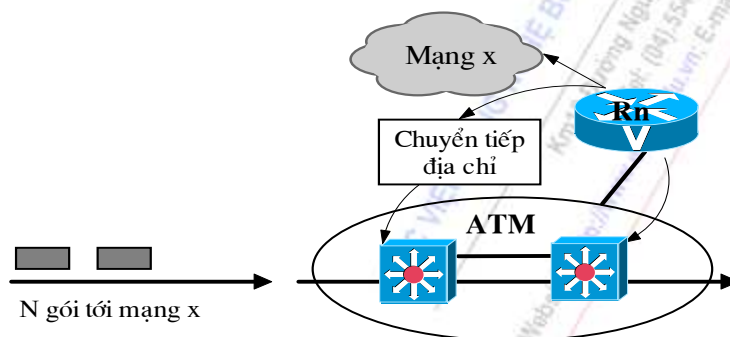 Mạng x
Rn
Chuyển tiếp
địa chỉ
ATM
N gói tới mạng x